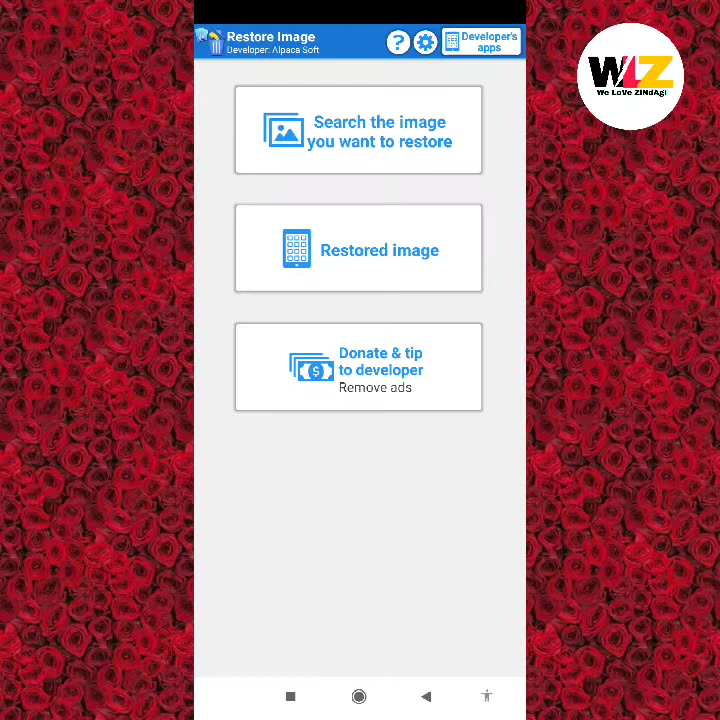 Restore Image
Developer: Alpaca Soft
?
Developer's
apps
WLZ
We LoVe ZiNdAgI
Search the image
you want to restore
Restored image
Donate & tip
to developer
$
Remove ads